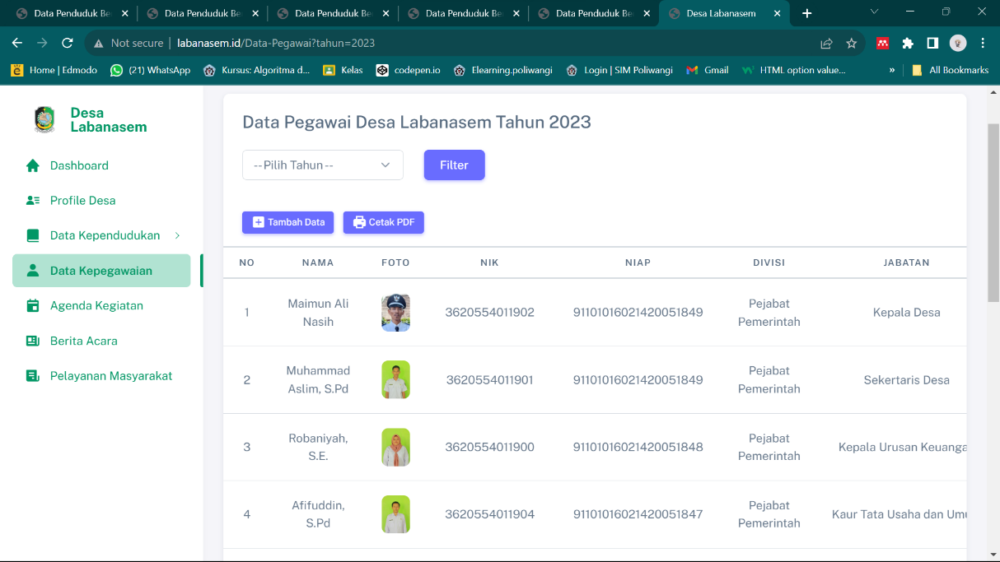 Data Penduduk Be
Data Penduduk Be
Data Penduduk Be
Data Penduduk Be
Data Penduduk Be
Desa Labanasem
Not secure | labanasem.id/Data-Pegawai?tahun=2023
Home | Edmodo
(21) WhatsApp
Kursus: Algoritma d...
Kelas
codepen.io
Elearning.poliwangi
Login | SIM Poliwangi
Gmail
HTML option value...
»
All Bookmarks
Desa
Labanasem
Dashboard
Profile Desa
Data Kependudukan
Data Kepegawaian
Agenda Kegiatan
Berita Acara
Pelayanan Masyarakat
Data Pegawai Desa Labanasem Tahun 2023
--Pilih Tahun--
Filter
Tambah Data
Cetak PDF
NO NAMA FOTO NIK NIAP DIVISI JABATAN
1 Maimun Ali Nasih 3620554011902 91101016021420051849 Pejabat Pemerintah Kepala Desa
2 Muhammad Aslim, S.Pd 3620554011901 91101016021420051849 Pejabat Pemerintah Sekertaris Desa
3 Robaniyah, S.E. 3620554011900 91101016021420051848 Pejabat Pemerintah Kepala Urusan Keuanga
4 Afifuddin, S.Pd 3620554011904 91101016021420051847 Pejabat Pemerintah Kaur Tata Usaha dan Umu